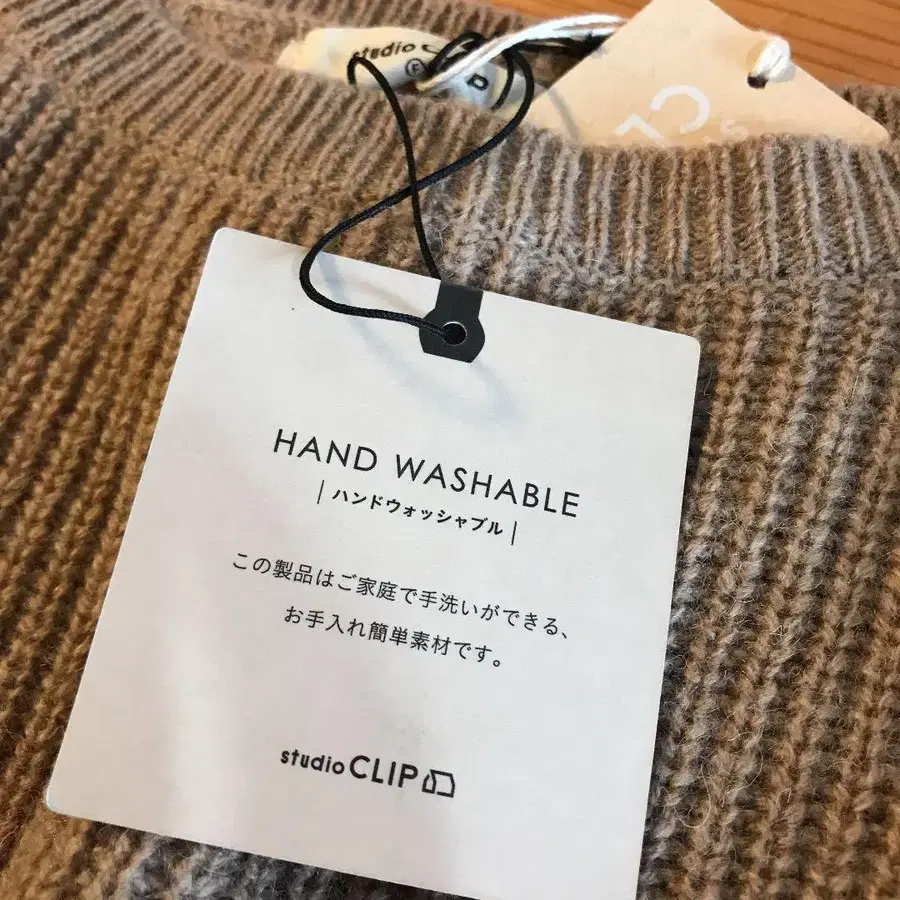 studio
F
HAND WASHABLE
| ハンドウォッシャブル |
この製品はご家庭で手洗いができる、
お手入れ簡単素材です。
studio CLIP